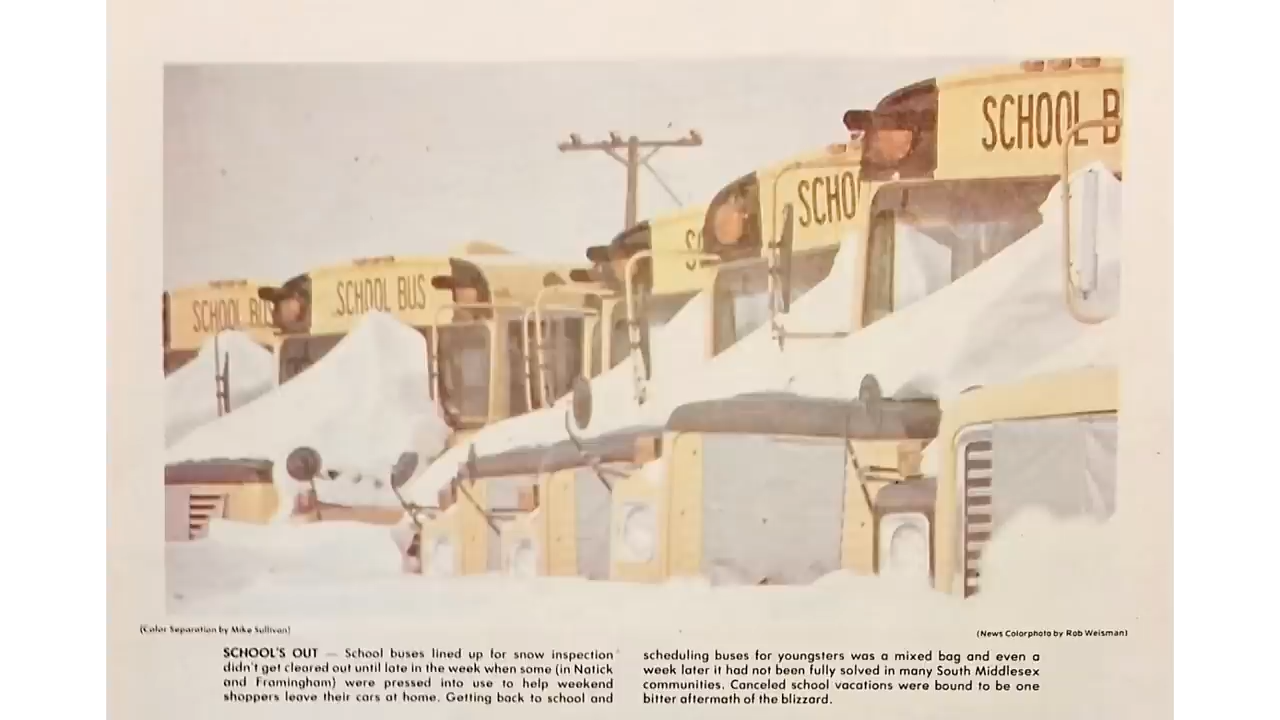 SCHOOL B
SCHO
SC
SCHOOL BUS
SCHOOL BUS
(Color Separation by Mike Sullivan)
(News Colorphoto by Rob Weisman)
SCHOOL'S OUT — School buses lined up for snow inspection
didn't get cleared out until late in the week when some (in Natick
and Framingham) were pressed into use to help weekend
shoppers leave their cars at home. Getting back to school and
scheduling buses for youngsters was a mixed bag and even a
week later it had not been fully solved in many South Middlesex
communities. Canceled school vacations were bound to be one
bitter aftermath of the blizzard.